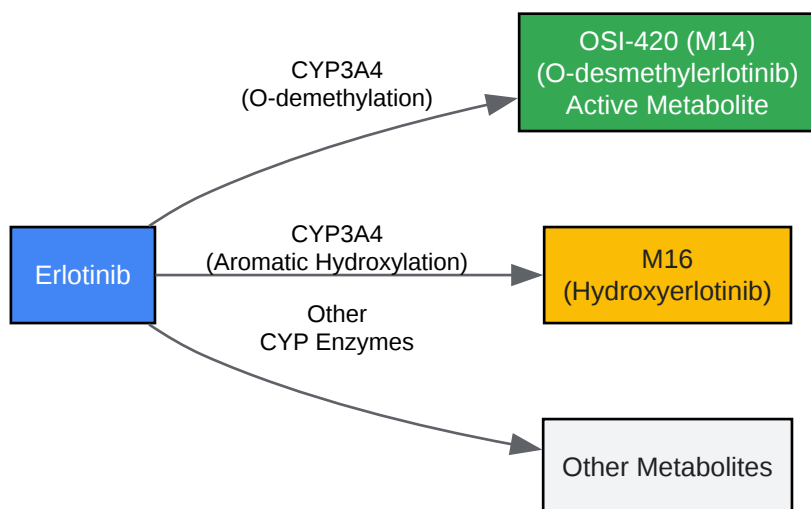 OSI-420 (M14)
(O-desmethylerlotinib)
Active Metabolite
CYP3A4
(O-demethylation)
Erlotinib
CYP3A4
(Aromatic Hydroxylation)
M16
(Hydroxyerlotinib)
Other
CYP Enzymes
Other Metabolites